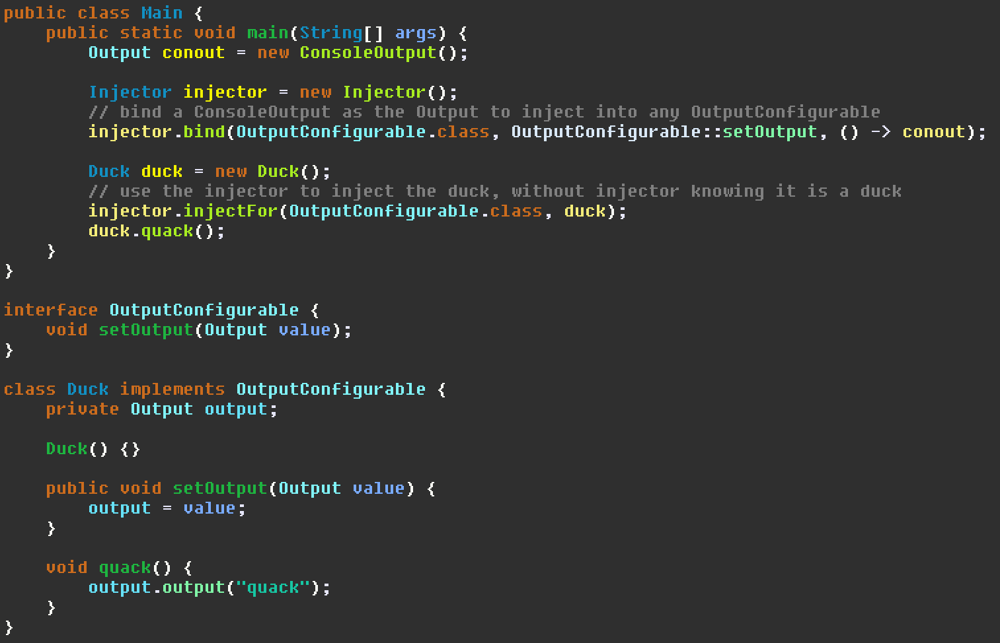 public class Main {
    public static void main(String[] args) {
        Output conout = new ConsoleOutput();

        Injector injector = new Injector();
        // bind a ConsoleOutput as the Output to inject into any OutputConfigurable
        injector.bind(OutputConfigurable.class, OutputConfigurable::setOutput, () -> conout);

        Duck duck = new Duck();
        // use the injector to inject the duck, without injector knowing it is a duck
        injector.injectFor(OutputConfigurable.class, duck);
        duck.quack();
    }
}

interface OutputConfigurable {
    void setOutput(Output value);
}

class Duck implements OutputConfigurable {
    private Output output;

    Duck() {}

    public void setOutput(Output value) {
        output = value;
    }

    void quack() {
        output.output("quack");
    }
}